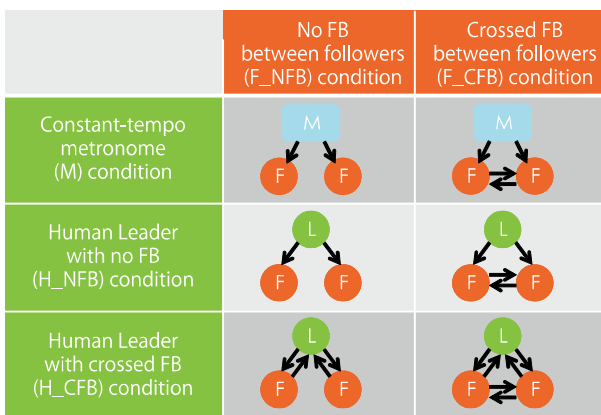 No FB
between followers
(F_NFB) condition
Crossed FB
between followers
(F_CFB) condition
Constant-tempo
metronome
(M) condition
M
F F
M
F F
Human Leader
with no FB
(H_NFB) condition
L
F F
L
F F
Human Leader
with crossed FB
(H_CFB) condition
L
F F
L
F F